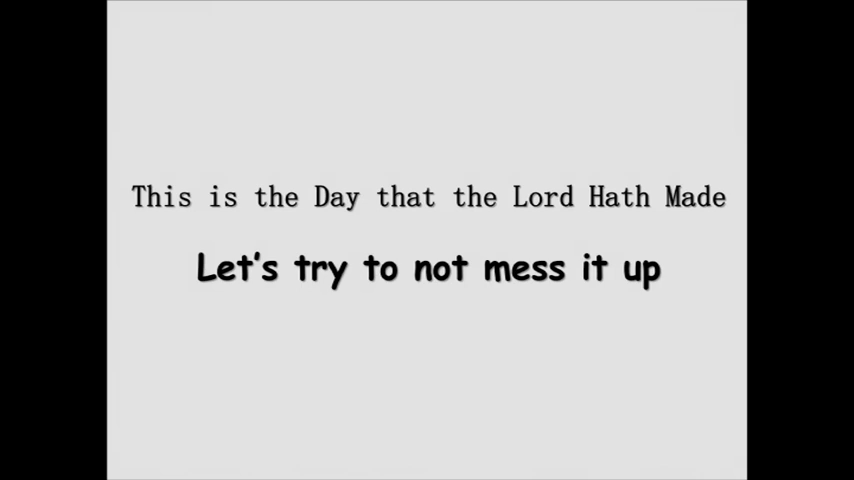 This is the Day that the Lord Hath Made
Let's try to not mess it up